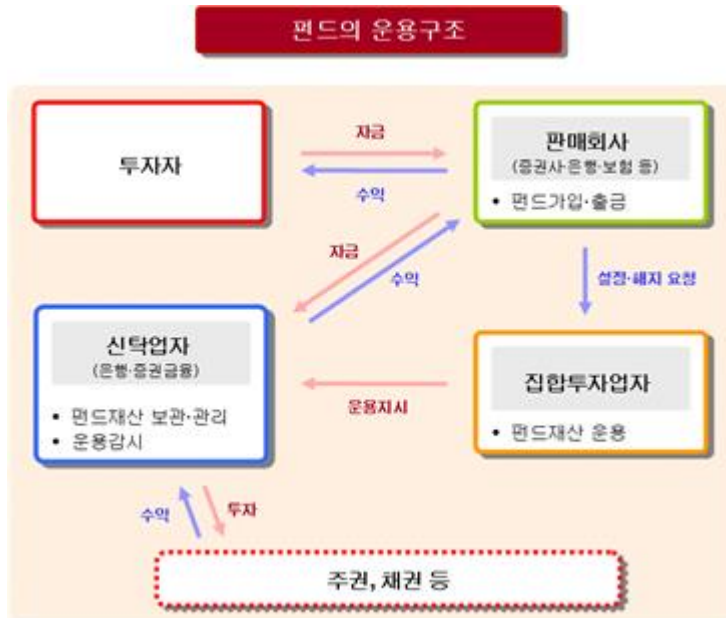 펀드의 운용구조
투자자
자금
수익
판매회사
(증권사·은행·보험 등)
• 펀드가입·출금
자금
수익
설정·해지 요청
신탁업자
(은행·증권금융)
• 펀드재산 보관·관리
• 운용감시
운용지시
집합투자업자
• 펀드재산 운용
수익
투자
주권, 채권 등